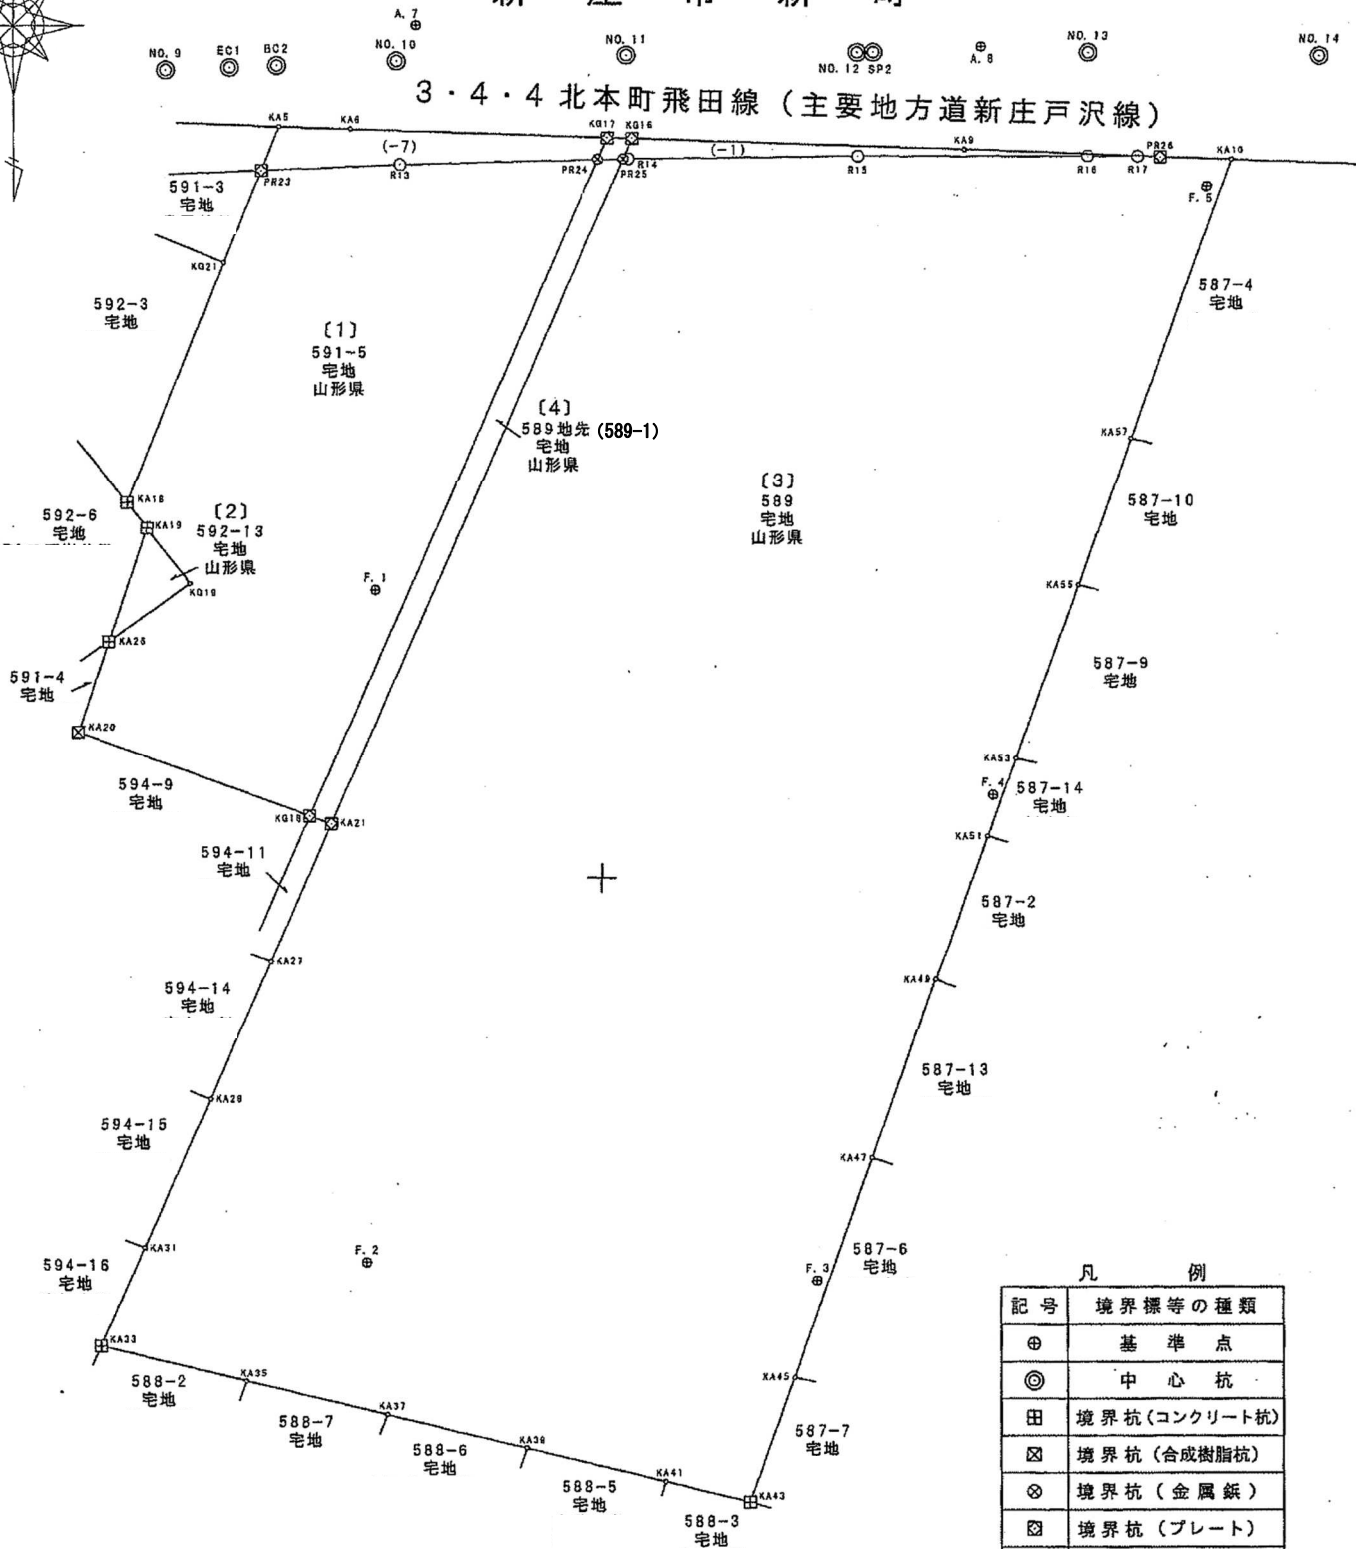 A. 7
NO. 9
EC1
BC2
NO. 10
NO. 11
NO. 12 SP2
A. 8
NO. 13
NO. 14
3・4・4 北本町飛田線（主要地方道新庄戸沢線）
KA5
KA6
KG17
KG16
KA9
PR26
KA10
(-7)
(-1)
PR23
R13
PR24
PR25
R14
R15
R16
R17
F. 5
591-3
宅地
KG21
592-3
宅地
587-4
宅地
〔1〕
591-5
宅地
山形県
〔4〕
589地先 (589-1)
宅地
山形県
KA57
〔3〕
589
宅地
山形県
587-10
宅地
KA18
KA19
592-6
宅地
〔2〕
592-13
宅地
山形県
KG19
F. 1
KA55
KA26
587-9
宅地
591-4
宅地
KA20
KA53
F. 4
587-14
宅地
594-9
宅地
KG18
KA21
KA51
594-11
宅地
587-2
宅地
KA27
KA49
594-14
宅地
587-13
宅地
KA29
594-15
宅地
KA47
KA31
594-16
宅地
F. 2
587-6
宅地
F. 3
KA33
588-2
宅地
KA35
KA45
588-7
宅地
KA37
587-7
宅地
588-6
宅地
KA39
588-5
宅地
KA41
KA43
588-3
宅地
凡 例
記号 境界標等の種類
基準点
中心杭
境界杭(コンクリート杭)
境界杭（合成樹脂杭）
境界杭（金属鋲）
境界杭（プレート）